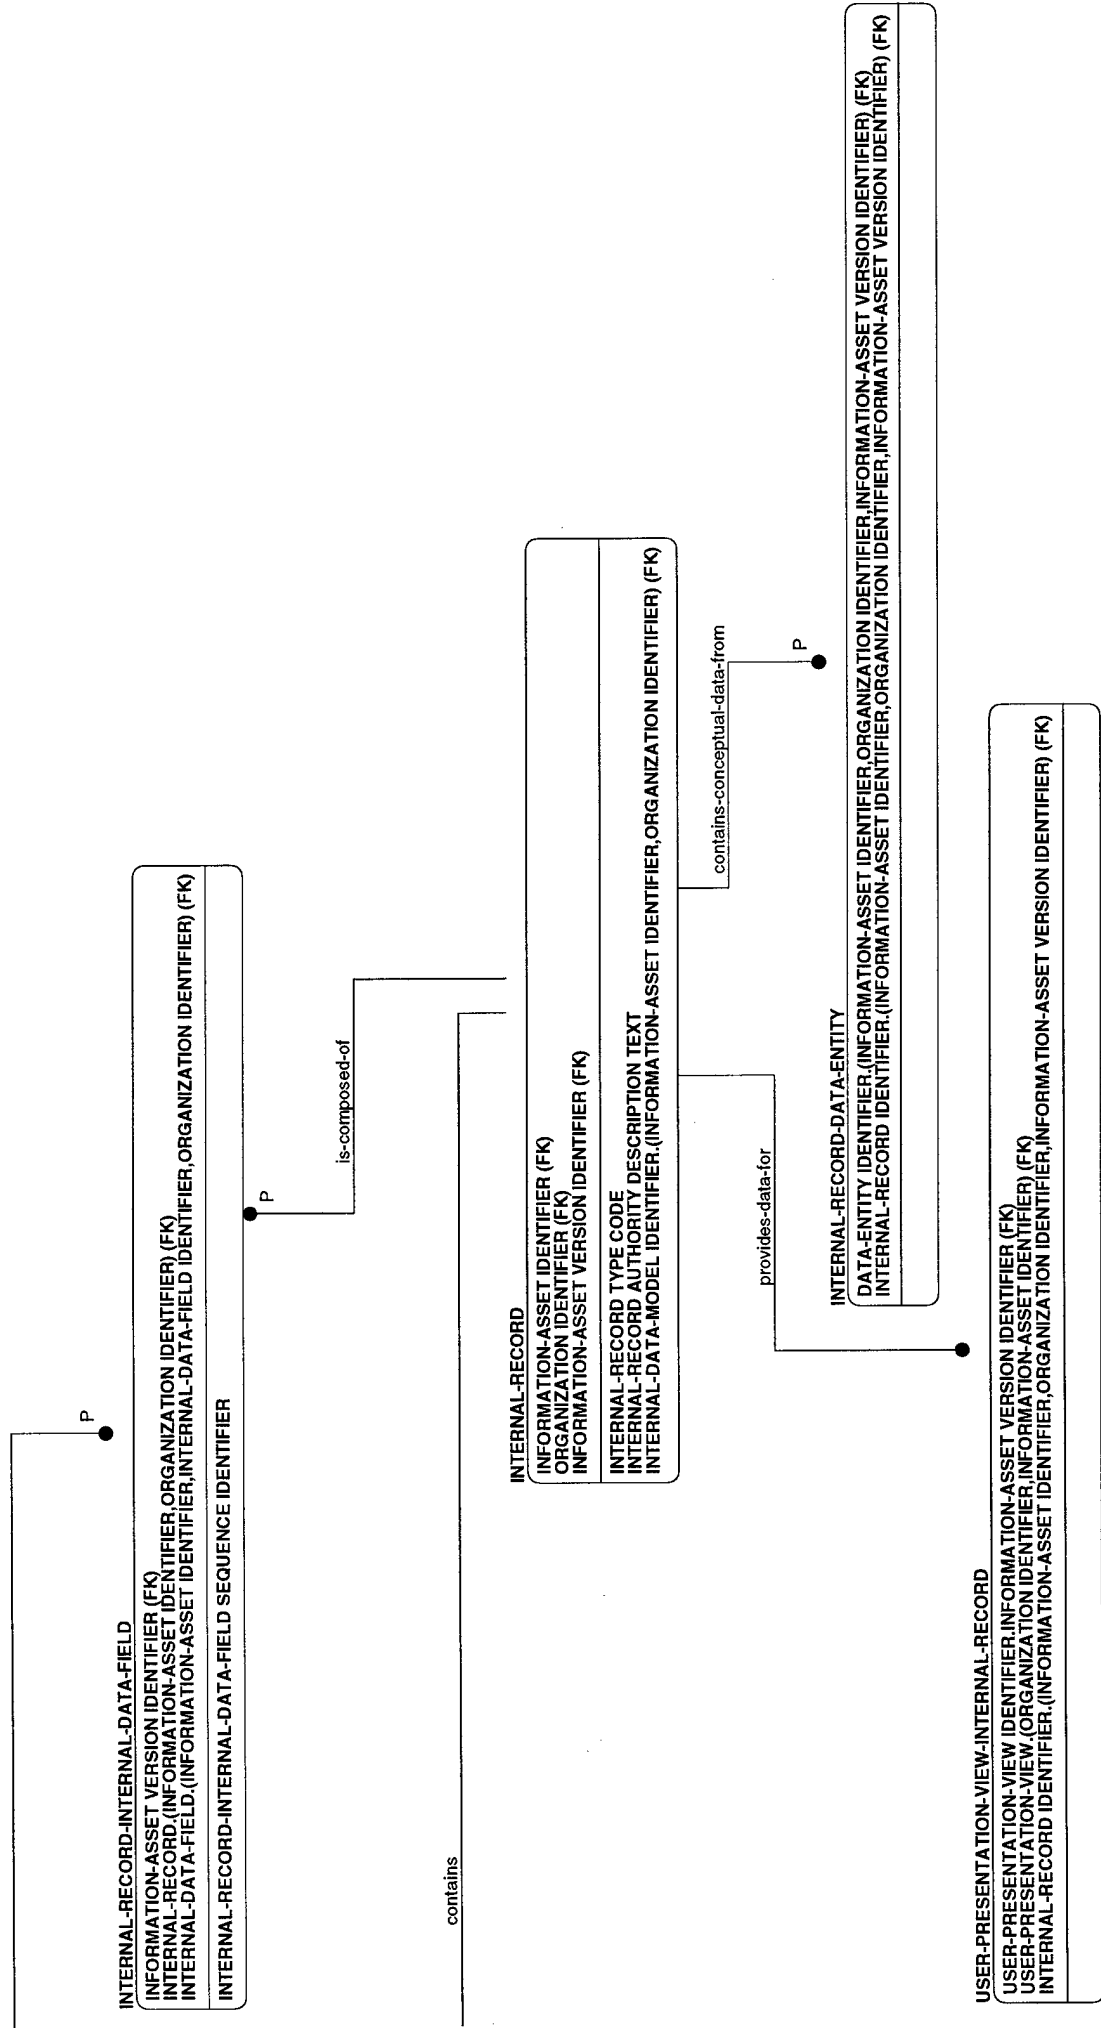 P
INTERNAL-RECORD-INTERNAL-DATA-FIELD
INFORMATION-ASSET VERSION IDENTIFIER (FK)
INTERNAL-RECORD.(INFORMATION-ASSET IDENTIFIER,ORGANIZATION IDENTIFIER) (FK)
INTERNAL-DATA-FIELD.(INFORMATION-ASSET IDENTIFIER,INTERNAL-DATA-FIELD IDENTIFIER,ORGANIZATION IDENTIFIER) (FK)
INTERNAL-RECORD-INTERNAL-DATA-FIELD SEQUENCE IDENTIFIER
P
is-composed-of
contains
INTERNAL-RECORD
INFORMATION-ASSET IDENTIFIER (FK)
ORGANIZATION IDENTIFIER (FK)
INFORMATION-ASSET VERSION IDENTIFIER (FK)
INTERNAL-RECORD TYPE CODE
INTERNAL-RECORD AUTHORITY DESCRIPTION TEXT
INTERNAL-DATA-MODEL IDENTIFIER.(INFORMATION-ASSET IDENTIFIER,ORGANIZATION IDENTIFIER) (FK)
contains-conceptual-data-from
P
provides-data-for
INTERNAL-RECORD-DATA-ENTITY
DATA-ENTITY IDENTIFIER.(INFORMATION-ASSET IDENTIFIER,ORGANIZATION IDENTIFIER,INFORMATION-ASSET VERSION IDENTIFIER) (FK)
INTERNAL-RECORD IDENTIFIER.(INFORMATION-ASSET IDENTIFIER,ORGANIZATION IDENTIFIER,INFORMATION-ASSET VERSION IDENTIFIER) (FK)
USER-PRESENTATION-VIEW-INTERNAL-RECORD
USER-PRESENTATION-VIEW IDENTIFIER.INFORMATION-ASSET VERSION IDENTIFIER (FK)
USER-PRESENTATION-VIEW.(ORGANIZATION IDENTIFIER,INFORMATION-ASSET IDENTIFIER) (FK)
INTERNAL-RECORD IDENTIFIER.(INFORMATION-ASSET IDENTIFIER,ORGANIZATION IDENTIFIER,INFORMATION-ASSET VERSION IDENTIFIER) (FK)